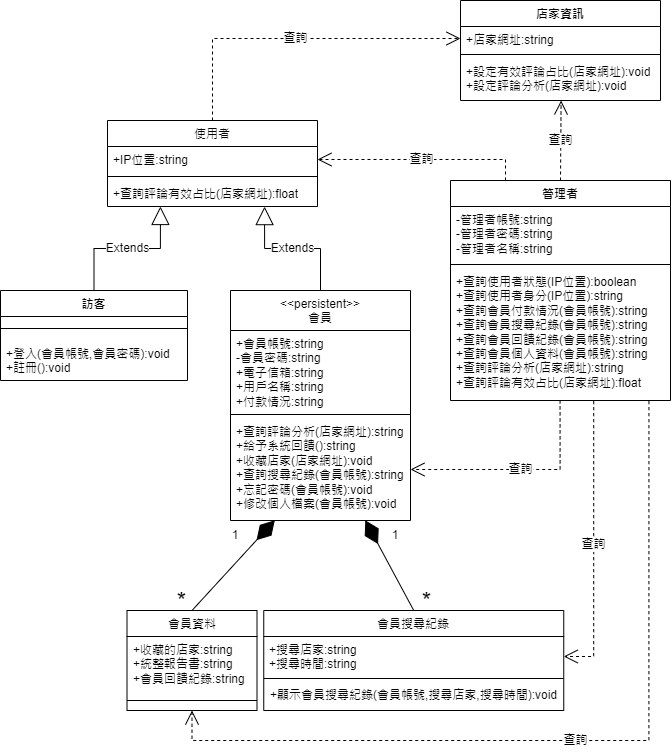 店家資訊
+店家網址:string
+設定有效評論占比(店家網址):void
+設定評論分析(店家網址):void
查詢
使用者
+IP位置:string
+查詢評論有效占比(店家網址):float
查詢
查詢
管理者
-管理者帳號:string
-管理者密碼:string
-管理者名稱:string
+查詢使用者狀態(IP位置):boolean
+查詢使用者身分(IP位置):string
+查詢會員付款情況(會員帳號):string
+查詢會員搜尋紀錄(會員帳號):string
+查詢會員回饋紀錄(會員帳號):string
+查詢會員個人資料(會員帳號):string
+查詢評論分析(店家網址):string
+查詢評論有效占比(店家網址):float
Extends
Extends
訪客
+登入(會員帳號,會員密碼):void
+註冊():void
<<persistent>>
會員
+會員帳號:string
-會員密碼:string
+電子信箱:string
+用戶名稱:string
+付款情況:string
+查詢評論分析(店家網址):string
+給予系統回饋():string
+收藏店家(店家網址):void
+查詢搜尋紀錄(會員帳號):string
+忘記密碼(會員帳號):void
+修改個人檔案(會員帳號):void
查詢
1
1
查詢
*
*
會員資料
+收藏的店家:string
+統整報告書:string
+會員回饋紀錄:string
會員搜尋紀錄
+搜尋店家:string
+搜尋時間:string
+顯示會員搜尋紀錄(會員帳號,搜尋店家,搜尋時間):void
查詢